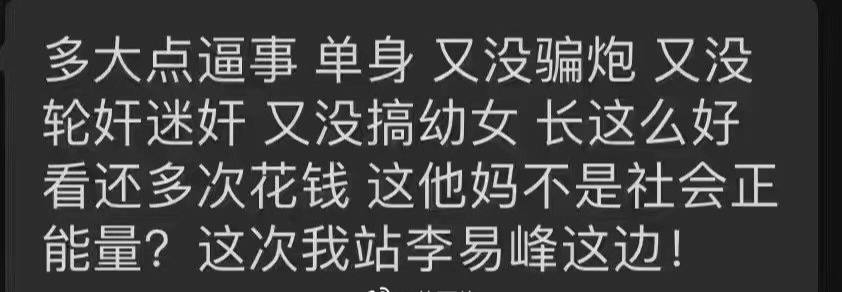 多大点逼事 单身 又没骗炮 又没
轮奸迷奸 又没搞幼女 长这么好
看还多次花钱 这他妈不是社会正
能量？这次我站李易峰这边！